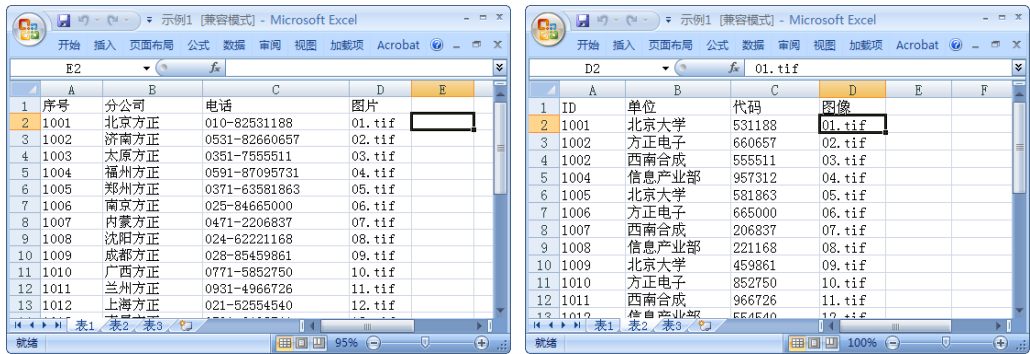 示例1 [兼容模式] - Microsoft Excel
开始 插入 页面布局 公式 数据 审阅 视图 加载项 Acrobat
E2 fx
A B C D E
1 序号 分公司 电话 图片
2 1001 北京方正 010-82531188 01.tif
3 1002 济南方正 0531-82660657 02.tif
4 1003 太原方正 0351-7555511 03.tif
5 1004 福州方正 0591-87095731 04.tif
6 1005 郑州方正 0371-63581863 05.tif
7 1006 南京方正 025-84665000 06.tif
8 1007 内蒙方正 0471-2206837 07.tif
9 1008 沈阳方正 024-62221168 08.tif
10 1009 成都方正 028-85459861 09.tif
11 1010 广西方正 0771-5852750 10.tif
12 1011 兰州方正 0931-4966726 11.tif
13 1012 上海方正 021-52554540 12.tif
表1 表2 表3
就绪 95%
示例1 [兼容模式] - Microsoft Excel
开始 插入 页面布局 公式 数据 审阅 视图 加载项 Acrobat
D2 fx 01.tif
A B C D E F
1 ID 单位 代码 图像
2 1001 北京大学 531188 01.tif
3 1002 方正电子 660657 02.tif
4 1002 西南合成 555511 03.tif
5 1004 信息产业部 957312 04.tif
6 1005 北京大学 581863 05.tif
7 1006 方正电子 665000 06.tif
8 1007 西南合成 206837 07.tif
9 1008 信息产业部 221168 08.tif
10 1009 北京大学 459861 09.tif
11 1010 方正电子 852750 10.tif
12 1011 西南合成 966726 11.tif
13 1012 信息产业部 554540 12.tif
表1 表2 表3
就绪 100%